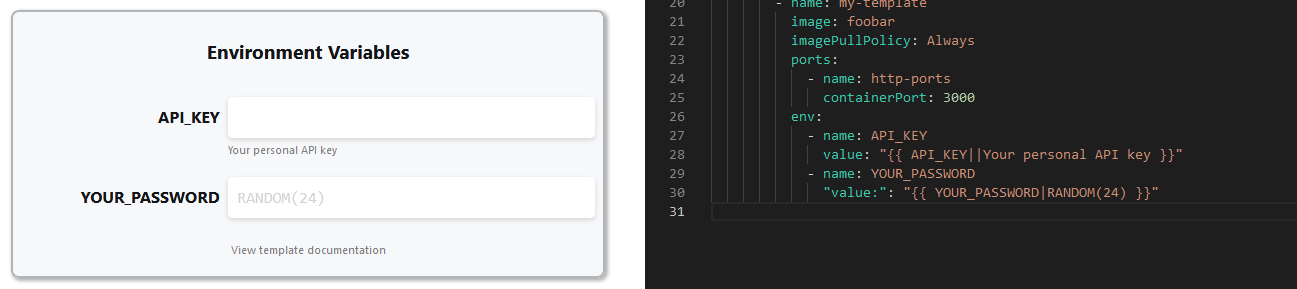 Environment Variables
API_KEY
Your personal API key
YOUR_PASSWORD RANDOM(24)
View template documentation
20 - name: my-template
21 image: foobar
22 imagePullPolicy: Always
23 ports:
24 - name: http-ports
25 containerPort: 3000
26 env:
27 - name: API_KEY
28 value: "{{ API_KEY||Your personal API key }}"
29 - name: YOUR_PASSWORD
30 "value:": "{{ YOUR_PASSWORD|RANDOM(24) }}"
31